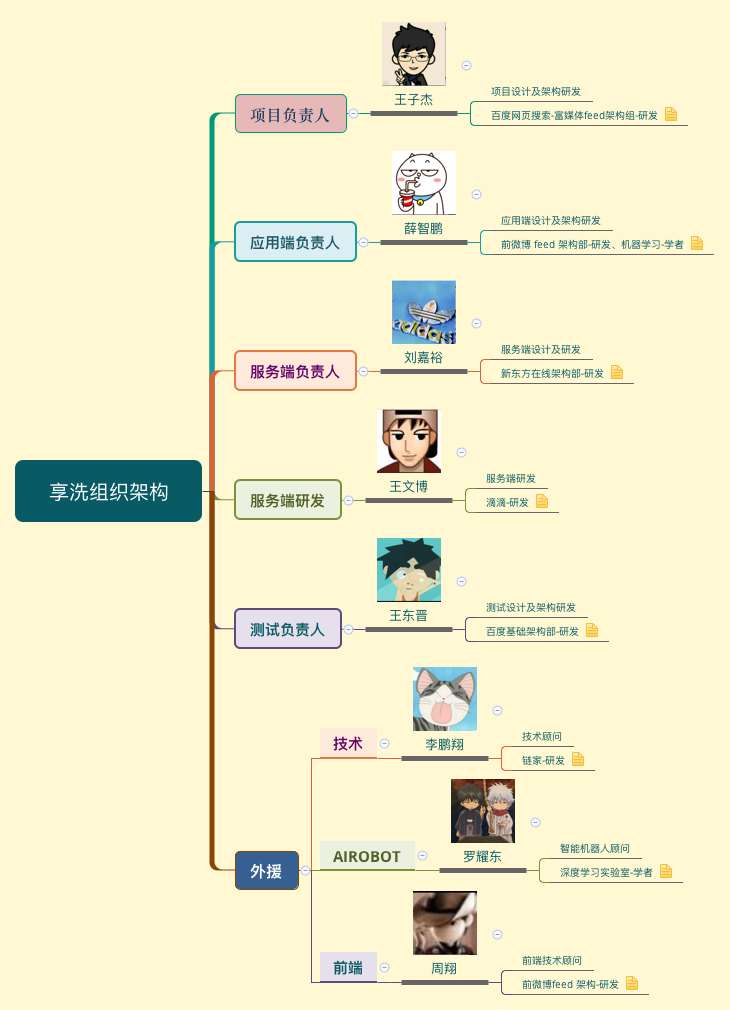 享洗组织架构
项目负责人
王子杰
项目设计及架构研发
百度网页搜索-富媒体feed架构组-研发
应用端负责人
薛智鹏
应用端设计及架构研发
前微博 feed 架构部-研发、机器学习-学者
服务端负责人
adidas
刘嘉裕
服务端设计及研发
新东方在线架构部-研发
服务端研发
王文博
服务端研发
滴滴-研发
测试负责人
王东晋
测试设计及架构研发
百度基础架构部-研发
外援
技术
李鹏翔
技术顾问
链家-研发
AIROBOT
罗耀东
智能机器人顾问
深度学习实验室-学者
前端
周翔
前端技术顾问
前微博feed 架构-研发